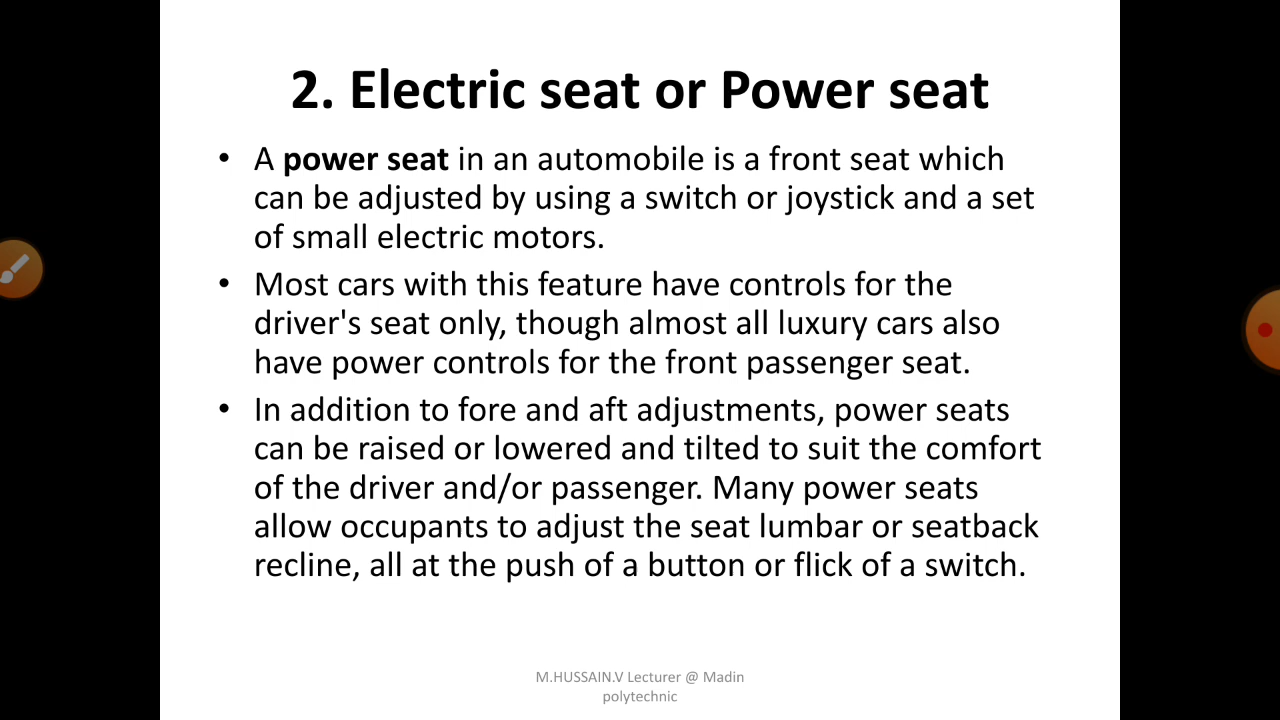 2. Electric seat or Power seat
• A power seat in an automobile is a front seat which
can be adjusted by using a switch or joystick and a set
of small electric motors.
• Most cars with this feature have controls for the
driver's seat only, though almost all luxury cars also
have power controls for the front passenger seat.
• In addition to fore and aft adjustments, power seats
can be raised or lowered and tilted to suit the comfort
of the driver and/or passenger. Many power seats
allow occupants to adjust the seat lumbar or seatback
recline, all at the push of a button or flick of a switch.
M.HUSSAIN.V Lecturer @ Madin
polytechnic